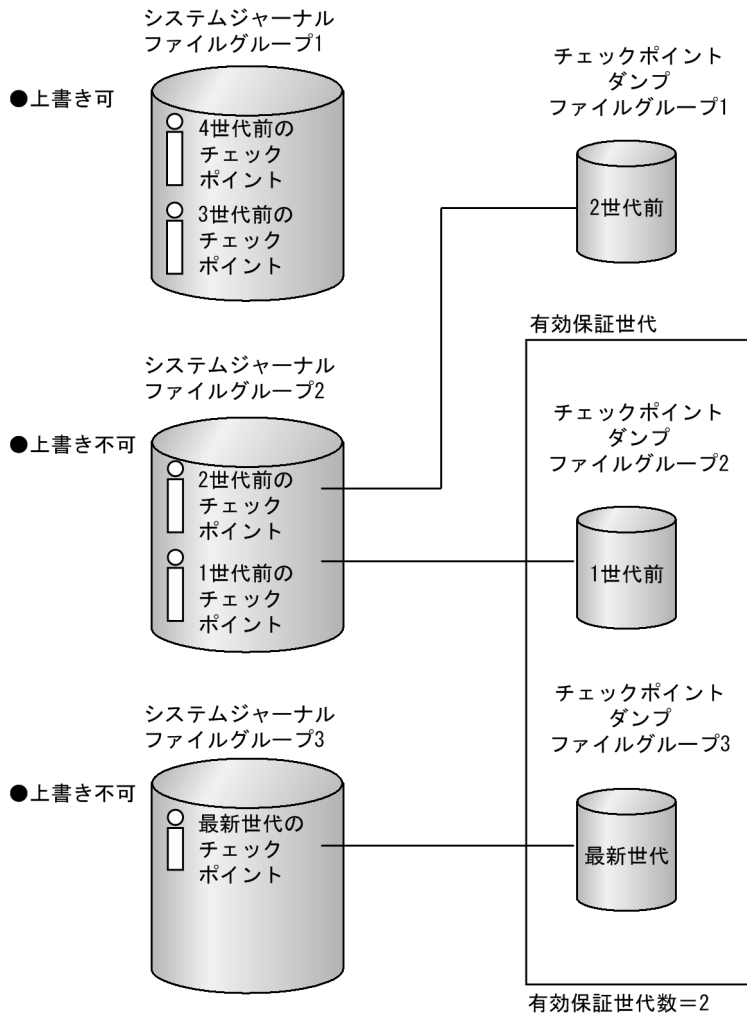 システムジャーナル
ファイルグループ1
●上書き可
4世代前の
チェック
ポイント
3世代前の
チェック
ポイント
チェックポイント
ダンプ
ファイルグループ1
2世代前
有効保証世代
システムジャーナル
ファイルグループ2
●上書き不可
2世代前の
チェック
ポイント
1世代前の
チェック
ポイント
チェックポイント
ダンプ
ファイルグループ2
1世代前
システムジャーナル
ファイルグループ3
●上書き不可
最新世代の
チェック
ポイント
チェックポイント
ダンプ
ファイルグループ3
最新世代
有効保証世代数＝2